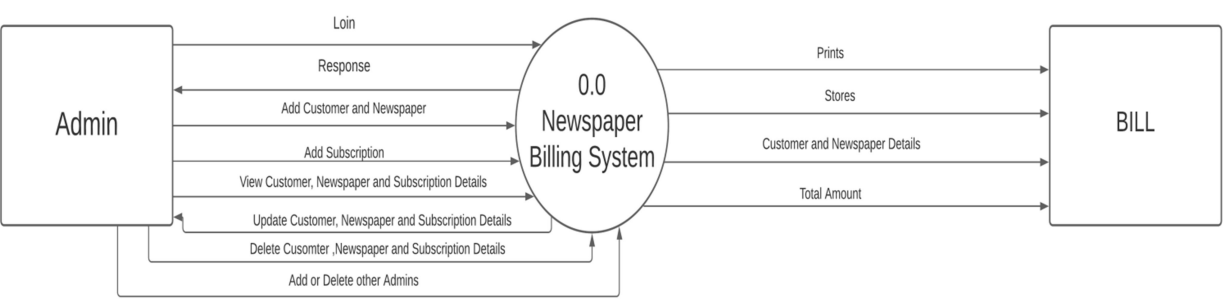 Loin
Response
Add Customer and Newspaper
Add Subscription
View Customer, Newspaper and Subscription Details
Update Customer, Newspaper and Subscription Details
Delete Cusomter ,Newspaper and Subscription Details
Add or Delete other Admins
Admin
0.0
Newspaper
Billing System
Prints
Stores
Customer and Newspaper Details
Total Amount
BILL